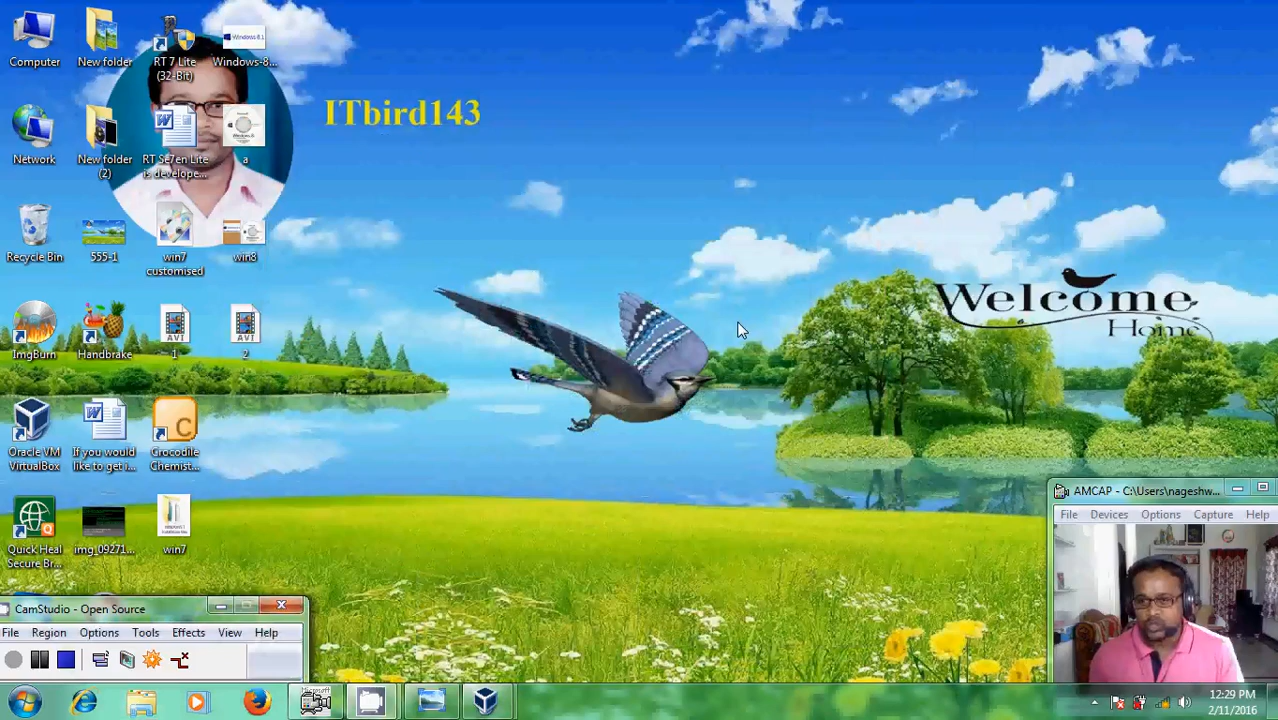 Computer
New folder
RT 7 Lite
(32-Bit)
Windows-8...
ITbird143
Network
New folder
(2)
RT Se7en Lite
is develope...
a
Recycle Bin
555-1
win7
customised
win8
Welcome
Home
ImgBurn
Handbrake
AVI
1
AVI
2
Oracle VM
VirtualBox
If you would
like to get i...
Crocodile
Chemist...
Quick Heal
Secure Br...
img_09271...
win7
AMCAP - C:\Users\nageshw...
File Devices Options Capture Help
CamStudio - Open Source
File Region Options Tools Effects View Help
Microsoft
12:29 PM
2/11/2016